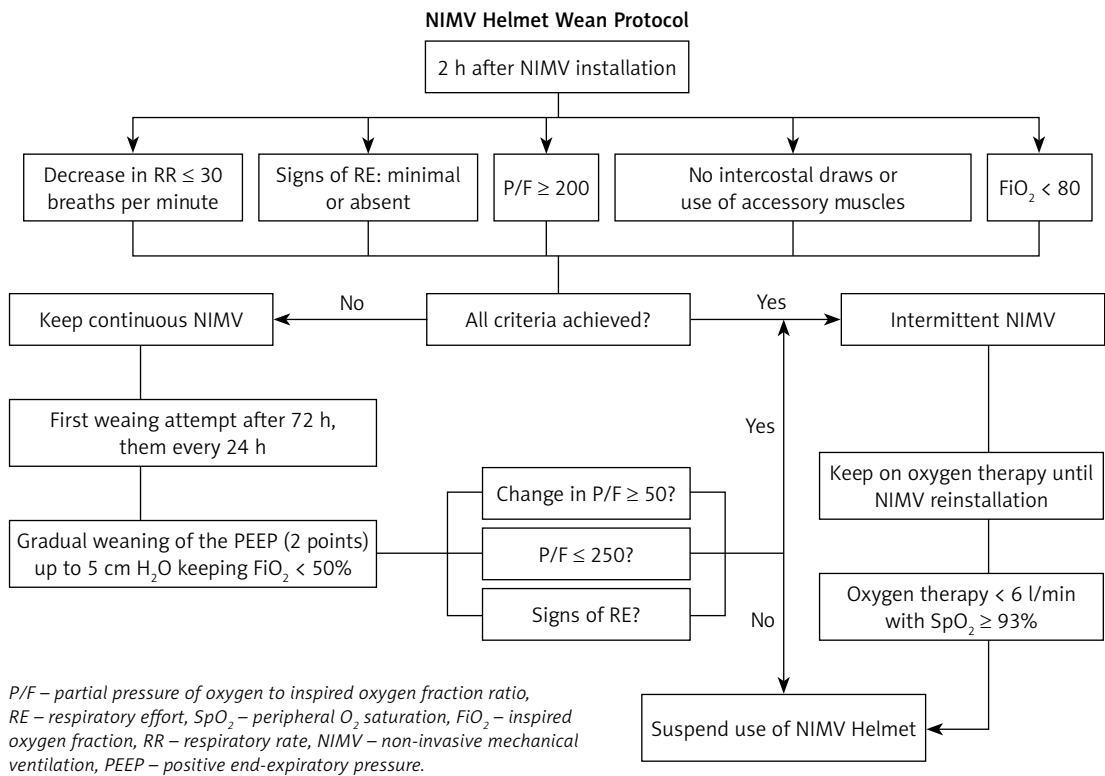 NIMV Helmet Wean Protocol
2 h after NIMV installation
Decrease in RR ≤ 30
breaths per minute
Signs of RE: minimal
or absent
P/F ≥ 200
No intercostal draws or
use of accessory muscles
FiO₂ < 80
Keep continuous NIMV
No
All criteria achieved?
Yes
Intermittent NIMV
First weaing attempt after 72 h,
them every 24 h
Gradual weaning of the PEEP (2 points)
up to 5 cm H₂O keeping FiO₂ < 50%
Change in P/F ≥ 50?
P/F ≤ 250?
Signs of RE?
Yes
No
Keep on oxygen therapy until
NIMV reinstallation
Oxygen therapy < 6 l/min
with SpO₂ ≥ 93%
Suspend use of NIMV Helmet
P/F – partial pressure of oxygen to inspired oxygen fraction ratio,
RE – respiratory effort, SpO₂ – peripheral O₂ saturation, FiO₂ – inspired
oxygen fraction, RR – respiratory rate, NIMV – non-invasive mechanical
ventilation, PEEP – positive end-expiratory pressure.